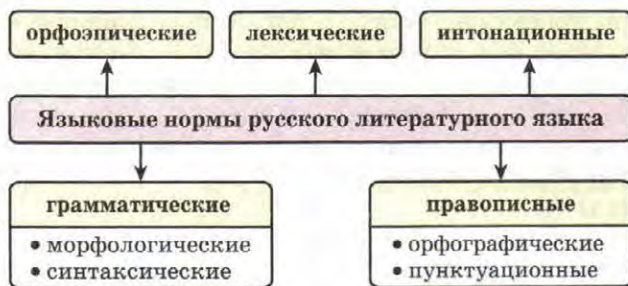 орфоэпические
лексические
интонационные
Языковые нормы русского литературного языка
грамматические
• морфологические
• синтаксические
правописные
• орфографические
• пунктуационные